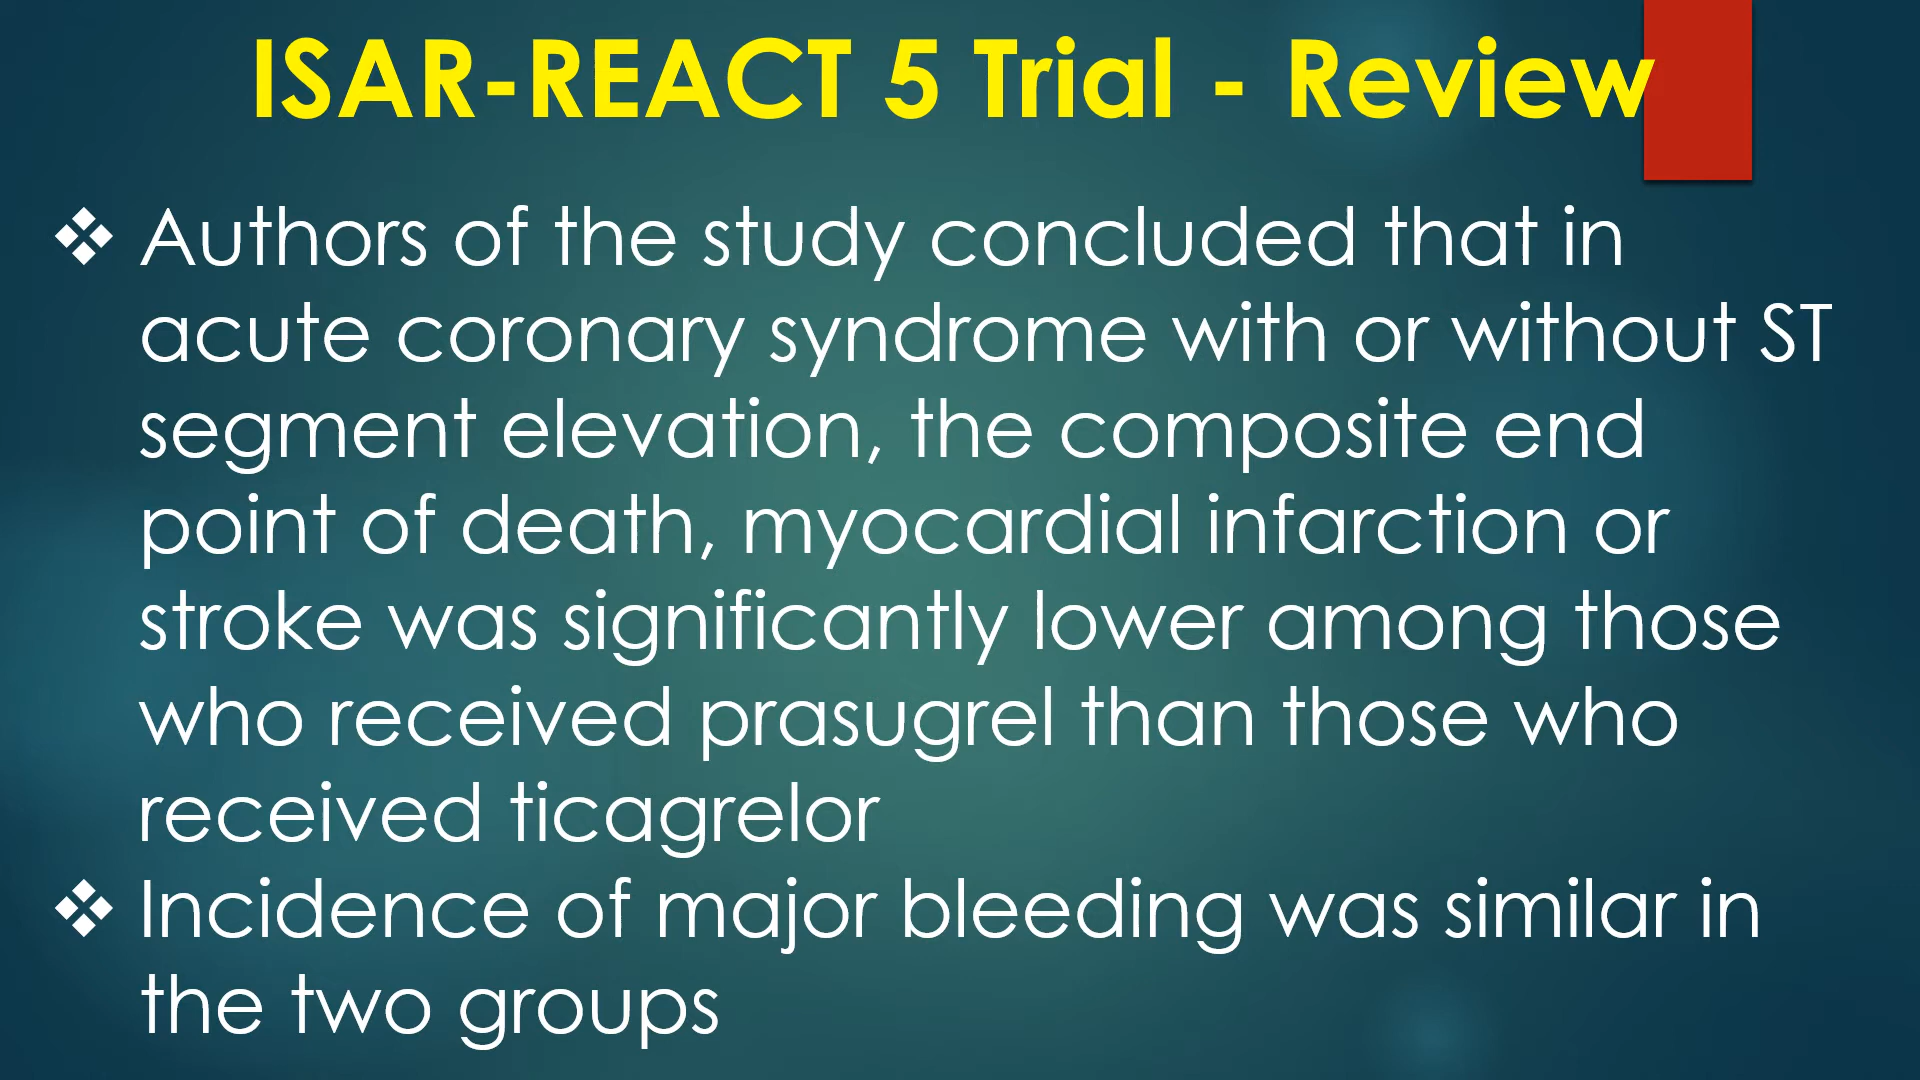 ISAR-REACT 5 Trial - Review
❖ Authors of the study concluded that in
acute coronary syndrome with or without ST
segment elevation, the composite end
point of death, myocardial infarction or
stroke was significantly lower among those
who received prasugrel than those who
received ticagrelor
❖ Incidence of major bleeding was similar in
the two groups